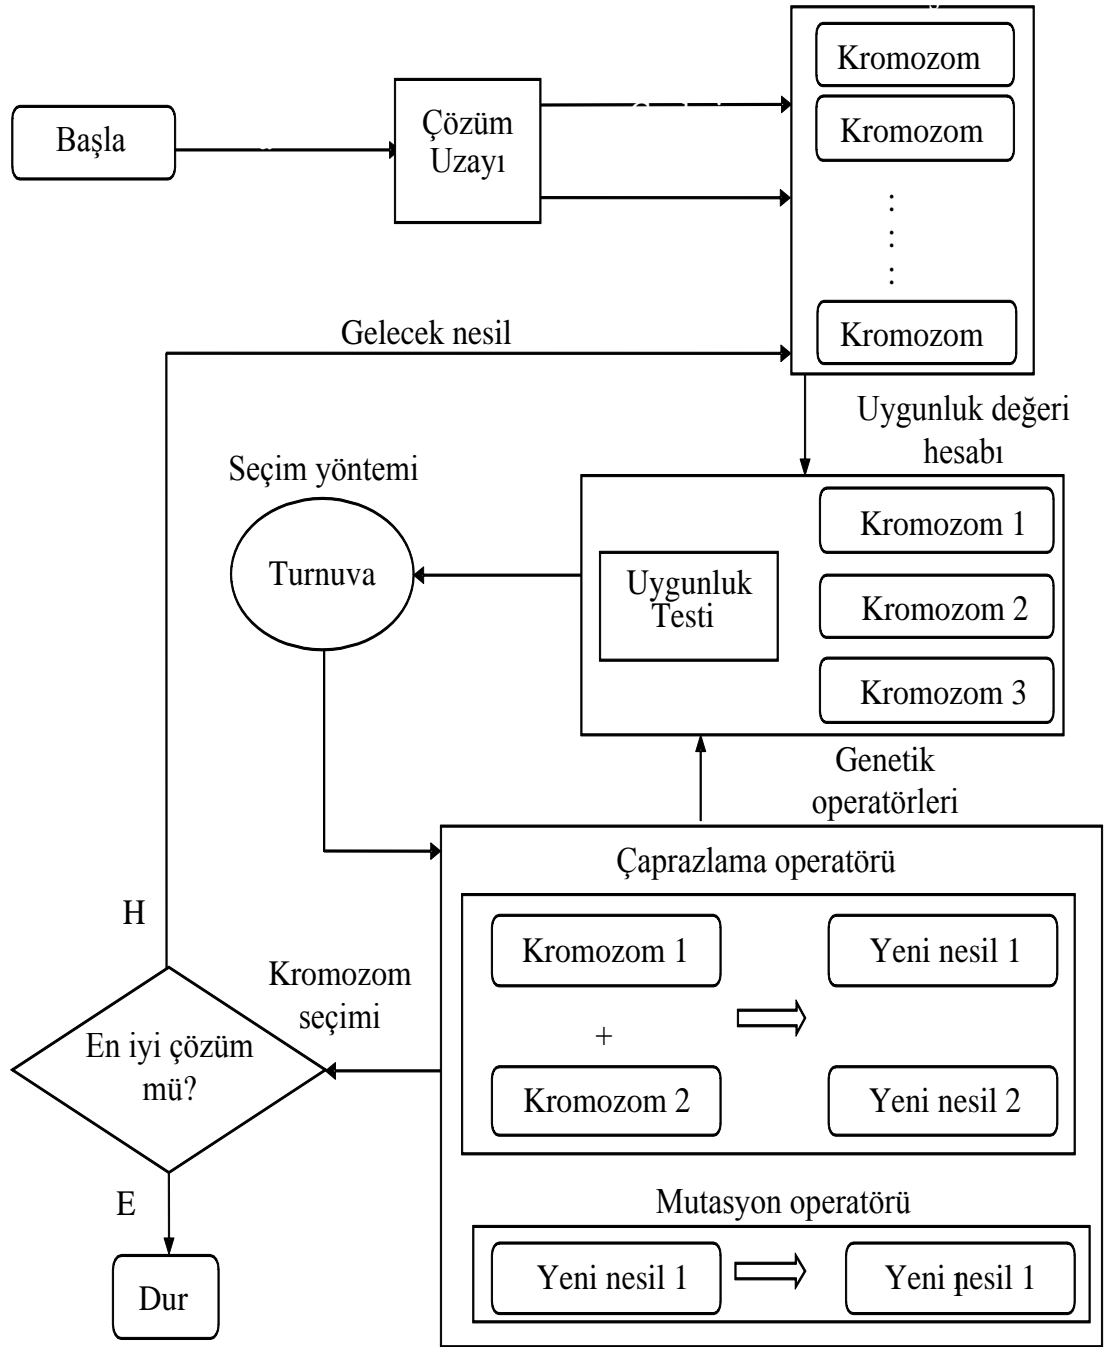 Kromozom
Başla
Çözüm
Uzayı
Kromozom
:
:
:
Kromozom
Gelecek nesil
Uygunluk değeri
hesabı
Seçim yöntemi
Turnuva
Uygunluk
Testi
Kromozom 1
Kromozom 2
Kromozom 3
Genetik
operatörleri
Çaprazlama operatörü
Kromozom 1
Yeni nesil 1
+
Kromozom 2
Yeni nesil 2
H
Kromozom
seçimi
En iyi çözüm
mü?
E
Dur
Mutasyon operatörü
Yeni nesil 1
Yeni nesil 1